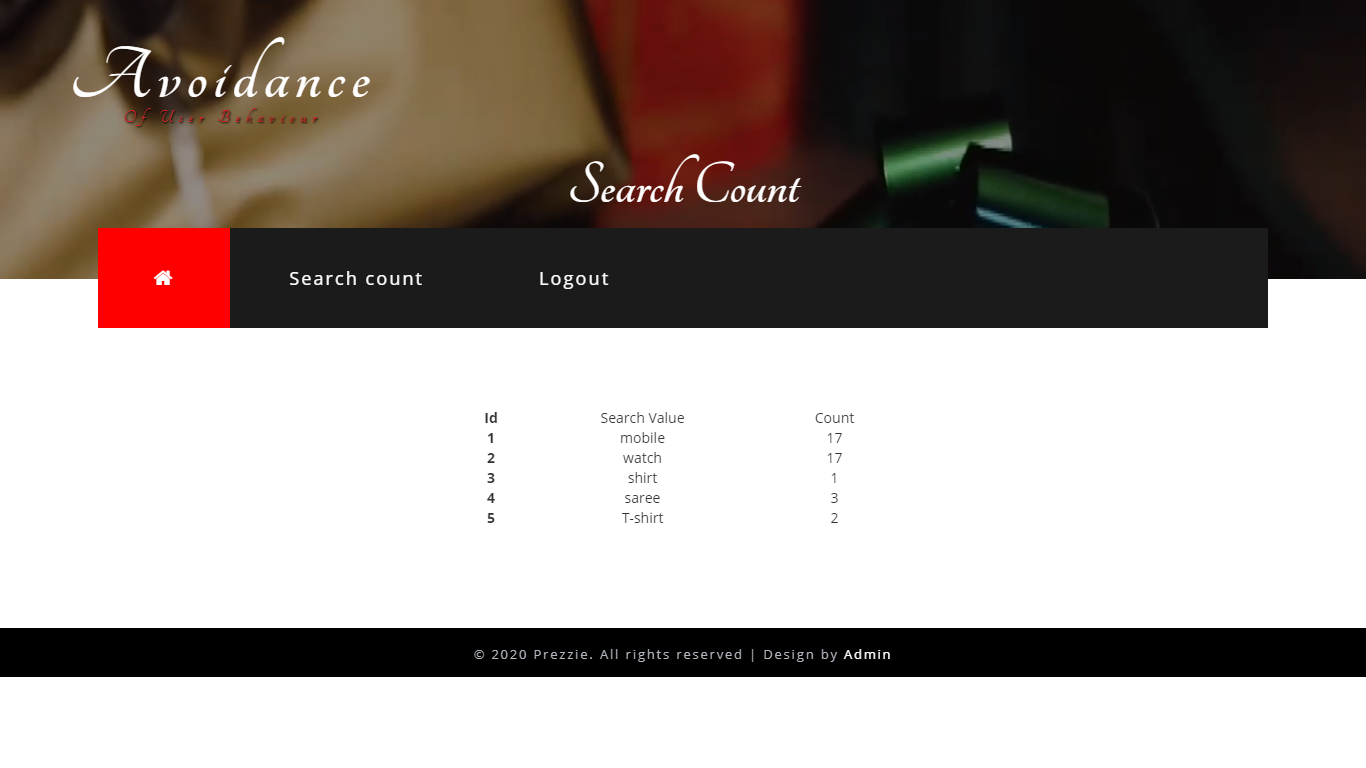 Avoidance
Of User Behaviour
Search Count
Search count Logout
Id Search Value Count
1 mobile 17
2 watch 17
3 shirt 1
4 saree 3
5 T-shirt 2
© 2020 Prezzie. All rights reserved | Design by Admin